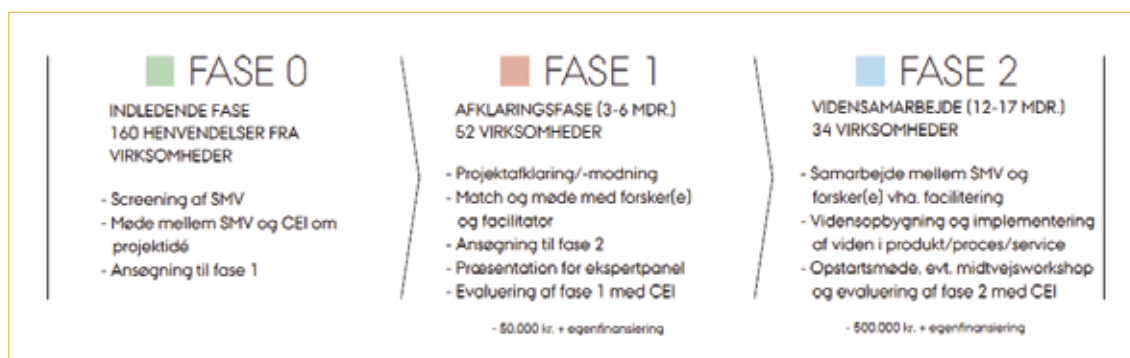 FASE 0
INDLEDENDE FASE
160 HENVENDELSER FRA
VIRKSOMHEDER
- Screening af SMV
- Møde mellem SMV og CEI om
projektidé
- Ansøgning til fase 1
FASE 1
AFKLARINGSFASE (3-6 MDR.)
52 VIRKSOMHEDER
- Projektafklaring/-modning
- Match og møde med forsker(e)
og facilitator
- Ansøgning til fase 2
- Præsentation for ekspertpanel
- Evaluering af fase 1 med CEI
- 50.000 kr. + egenfinansiering
FASE 2
VIDENSAMARBEJDE (12-17 MDR.)
34 VIRKSOMHEDER
- Samarbejde mellem SMV og
forsker(e) vha. facilitering
- Vidensopbygning og implementering
af viden i produkt/proces/service
- Opstartsmøde, evt. midtvejsworkshop
og evaluering af fase 2 med CEI
- 500.000 kr. + egenfinansiering